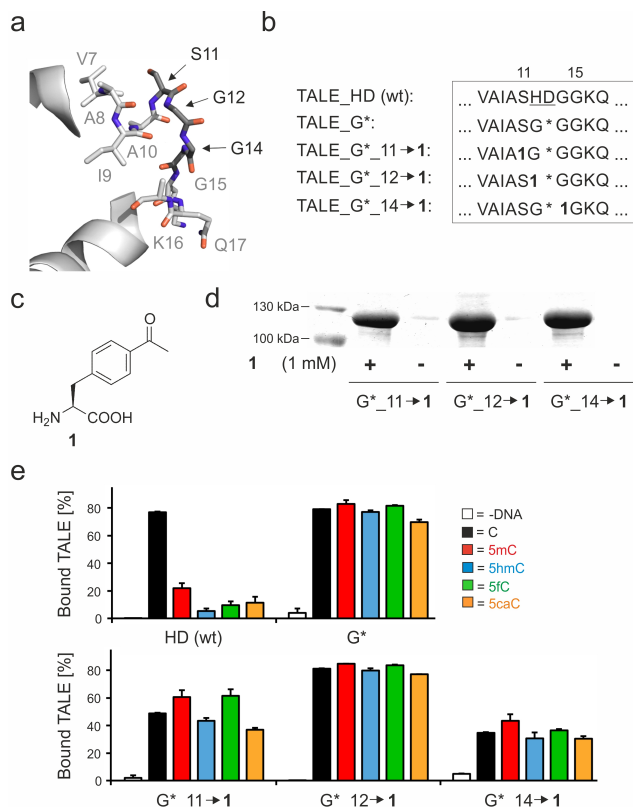 a
S11
V7
G12
A8
A10
G14
I9
G15
K16
Q17
b
11 15
TALE_HD (wt): ... VAIASHDGGKQ ...
TALE_G*: ... VAIASG* GGKQ ...
TALE_G*_11→1: ... VAIA1G* GGKQ ...
TALE_G*_12→1: ... VAIAS1* GGKQ ...
TALE_G*_14→1: ... VAIASG* 1GKQ ...
c
O
H2N COOH
1
d
130 kDa
100 kDa
1 (1 mM) + - + - + -
G*_11→1 G*_12→1 G*_14→1
e
Bound TALE [%]
80
60
40
20
0
HD (wt) G*
= -DNA
= C
= 5mC
= 5hmC
= 5fC
= 5caC
Bound TALE [%]
80
60
40
20
0
G* 11→1 G* 12→1 G* 14→1